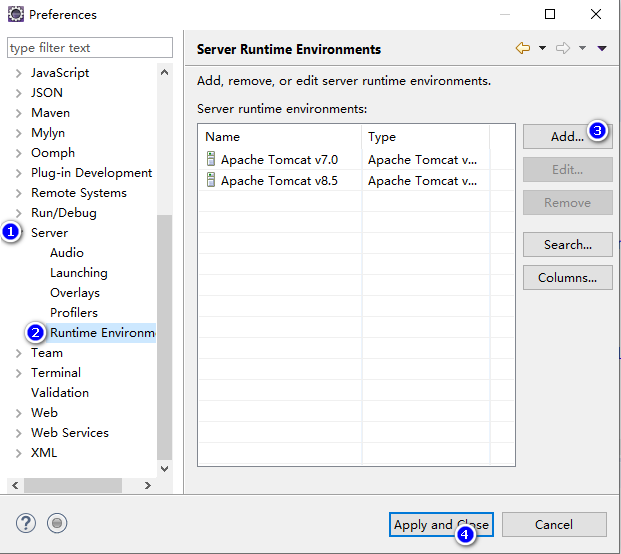 Preferences
type filter text
JavaScript
JSON
Maven
Mylyn
Oomph
Plug-in Development
Remote Systems
Run/Debug
1 Server
Audio
Launching
Overlays
Profilers
2 Runtime Environm
Team
Terminal
Validation
Web
Web Services
XML
Server Runtime Environments
Add, remove, or edit server runtime environments.
Server runtime environments:
Name Type
Apache Tomcat v7.0 Apache Tomcat v...
Apache Tomcat v8.5 Apache Tomcat v...
Add... 3
Edit...
Remove
Search...
Columns...
?
Apply and Close 4
Cancel